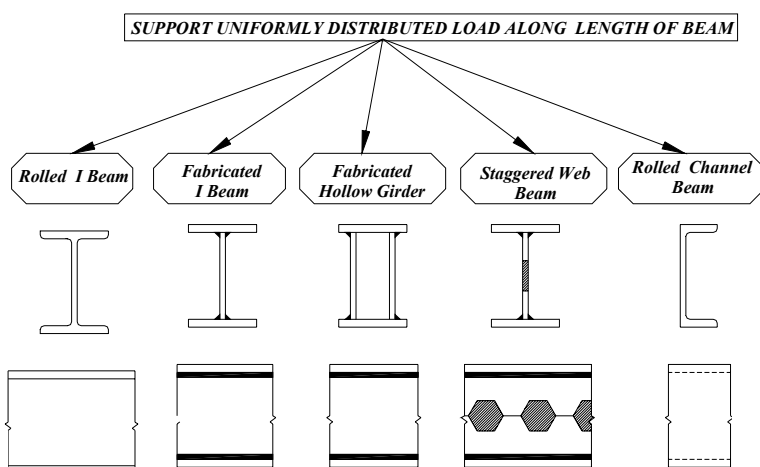 SUPPORT UNIFORMLY DISTRIBUTED LOAD ALONG LENGTH OF BEAM
Rolled I Beam
Fabricated
I Beam
Fabricated
Hollow Girder
Staggered Web
Beam
Rolled Channel
Beam